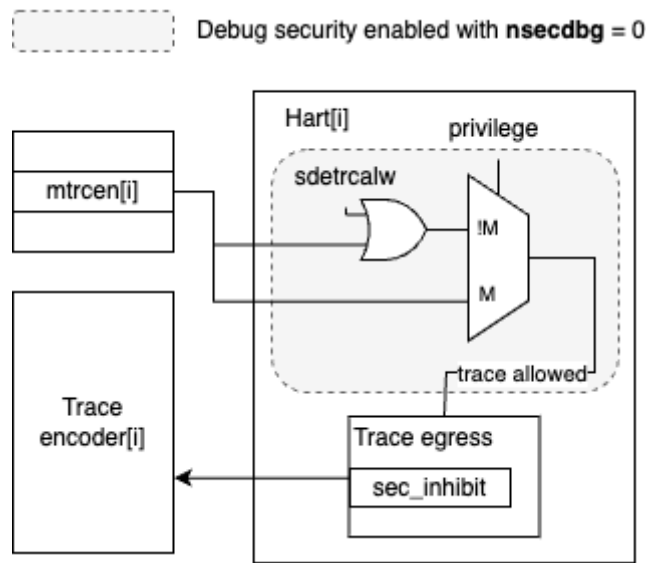 Debug security enabled with nsecdbg = 0
Hart[i]
privilege
sdetrcalw
mtrcen[i]
!M
M
trace allowed
Trace
encoder[i]
Trace egress
sec_inhibit